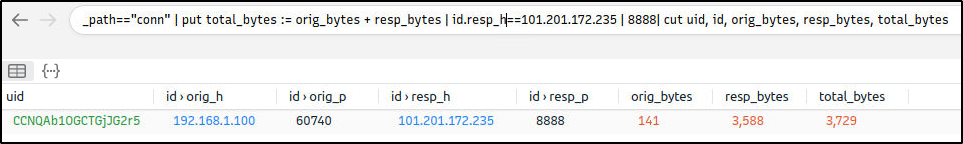 _path=="conn" | put total_bytes := orig_bytes + resp_bytes | id.resp_h==101.201.172.235 | 8888| cut uid, id, orig_bytes, resp_bytes, total_bytes
uid id › orig_h id › orig_p id › resp_h id › resp_p orig_bytes resp_bytes total_bytes
CCNQAb1OGCTGjJG2r5 192.168.1.100 60740 101.201.172.235 8888 141 3,588 3,729